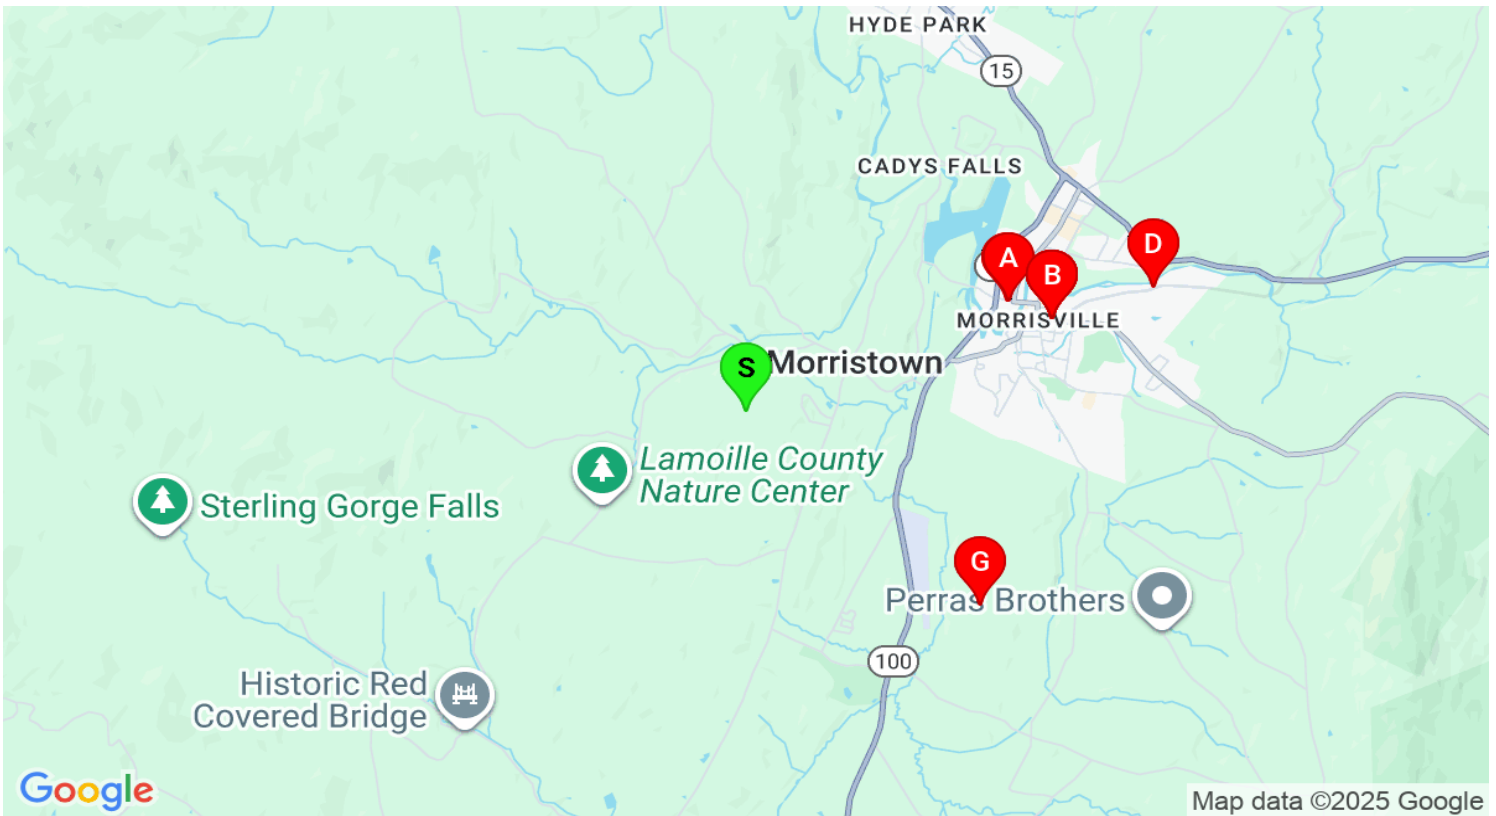 HYDE PARK
15
CADYS FALLS
A
B
D
MORRISVILLE
S
Morristown
Lamoille County
Nature Center
Sterling Gorge Falls
G
Perras Brothers
100
Historic Red
Covered Bridge
Google
Map data ©2025 Google